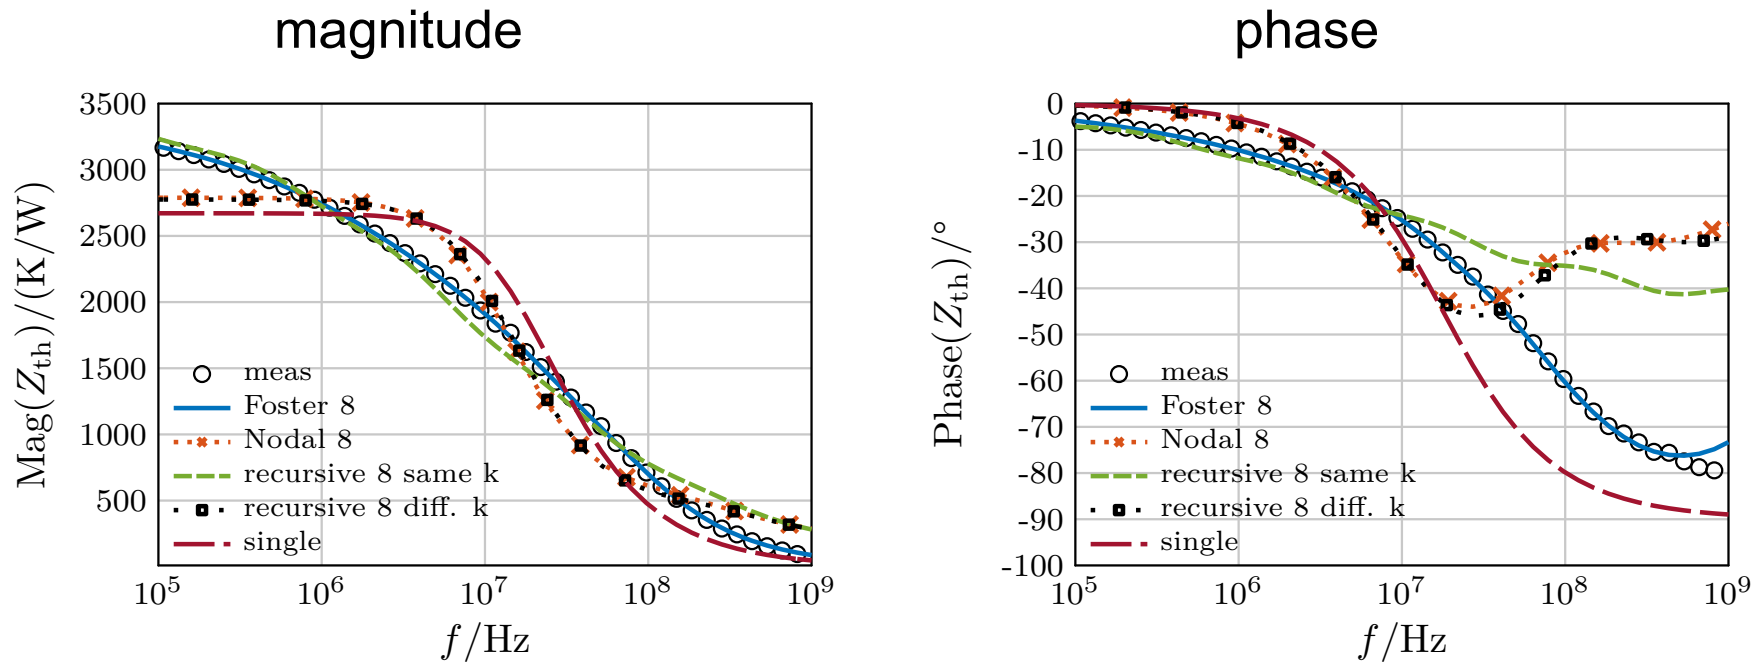 magnitude
3500
3000
2500
2000
1500
1000
500
Mag(Z_th)/(K/W)
meas
Foster 8
Nodal 8
recursive 8 same k
recursive 8 diff. k
single
10^5 10^6 10^7 10^8 10^9
f/Hz
phase
0
-10
-20
-30
-40
-50
-60
-70
-80
-90
-100
Phase(Z_th)/°
meas
Foster 8
Nodal 8
recursive 8 same k
recursive 8 diff. k
single
10^5 10^6 10^7 10^8 10^9
f/Hz